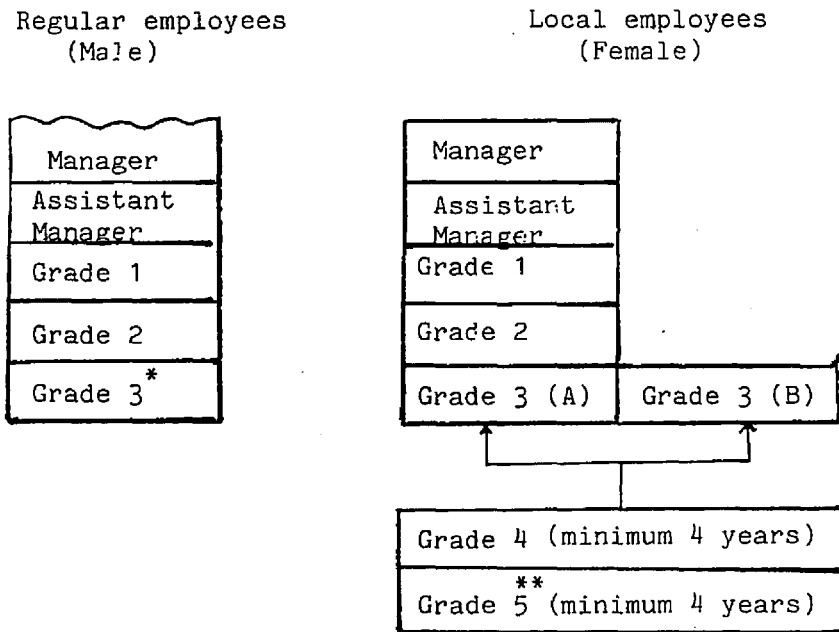 Regular employees
(Male)
Manager
Assistant
Manager
Grade 1
Grade 2
Grade 3*
Local employees
(Female)
Manager
Assistant
Manager
Grade 1
Grade 2
Grade 3 (A)
Grade 3 (B)
Grade 4 (minimum 4 years)
Grade 5** (minimum 4 years)